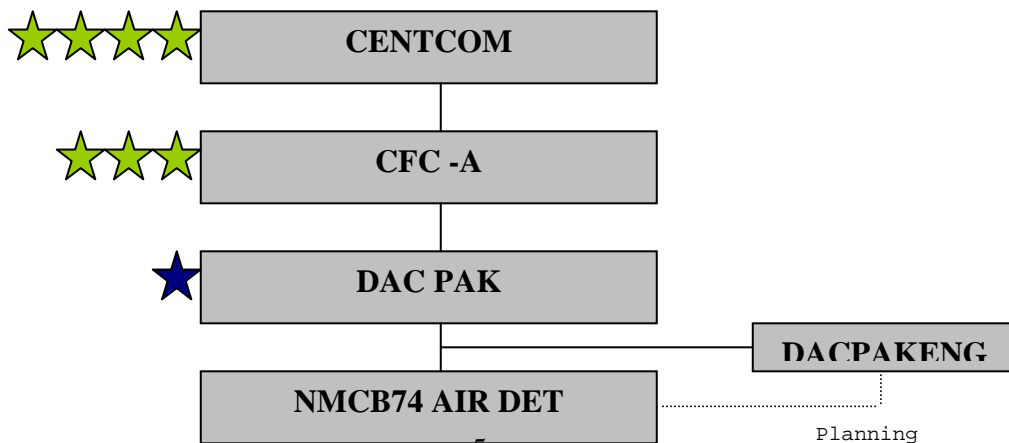 CENTCOM
CFC -A
DAC PAK
DACPAKENG
NMCB74 AIR DET
Planning